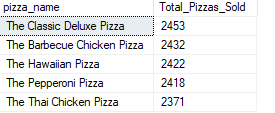 pizza_name Total_Pizzas_Sold
The Classic Deluxe Pizza 2453
The Barbecue Chicken Pizza 2432
The Hawaiian Pizza 2422
The Pepperoni Pizza 2418
The Thai Chicken Pizza 2371